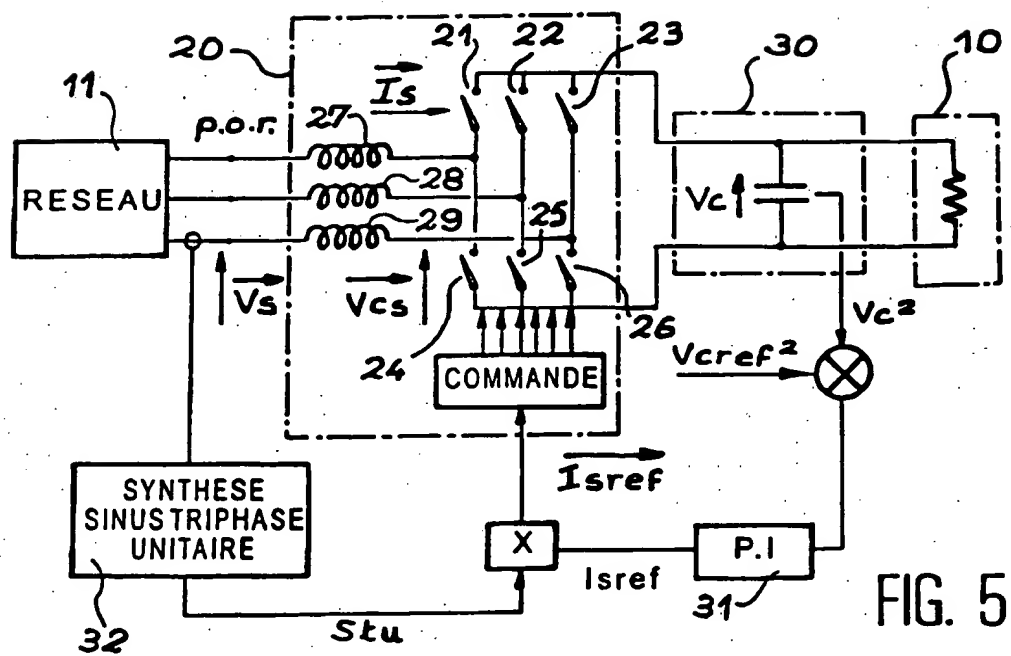 20
21
22
23
30
10
11
Is
p.o.r.
27
RESEAU
28
29
25
Vc
Vs
Vcs
24
26
Vc²
COMMANDE
Vcref²
Isref
SYNTHESE
SINUS TRIPHASE
UNITAIRE
X
P.I
Isref
31
32
Stu
FIG. 5